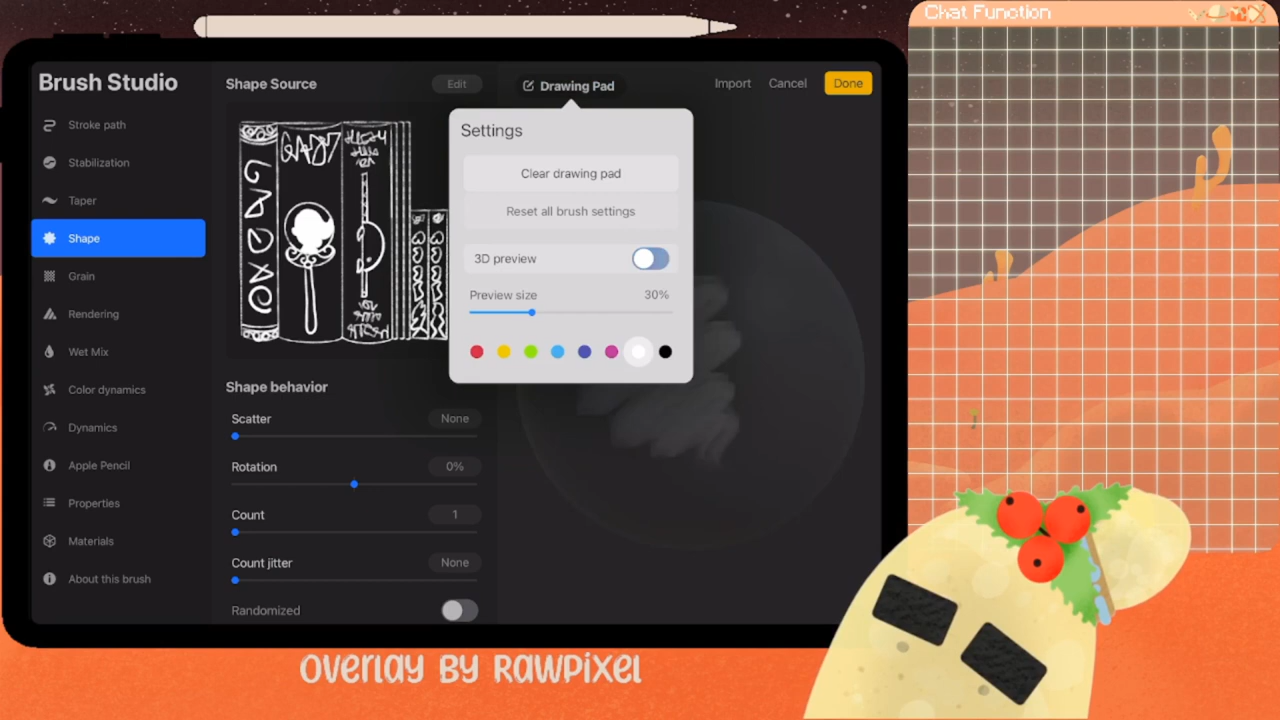 Chat Function
Brush Studio
Shape Source
Edit
Drawing Pad
Import
Cancel
Done
Stroke path
Stabilization
Taper
Shape
Grain
Rendering
Wet Mix
Color dynamics
Dynamics
Apple Pencil
Properties
Materials
About this brush
Settings
Clear drawing pad
Reset all brush settings
3D preview
Preview size 30%
Shape behavior
Scatter None
Rotation 0%
Count 1
Count jitter None
Randomized
Overlay by Rawpixel